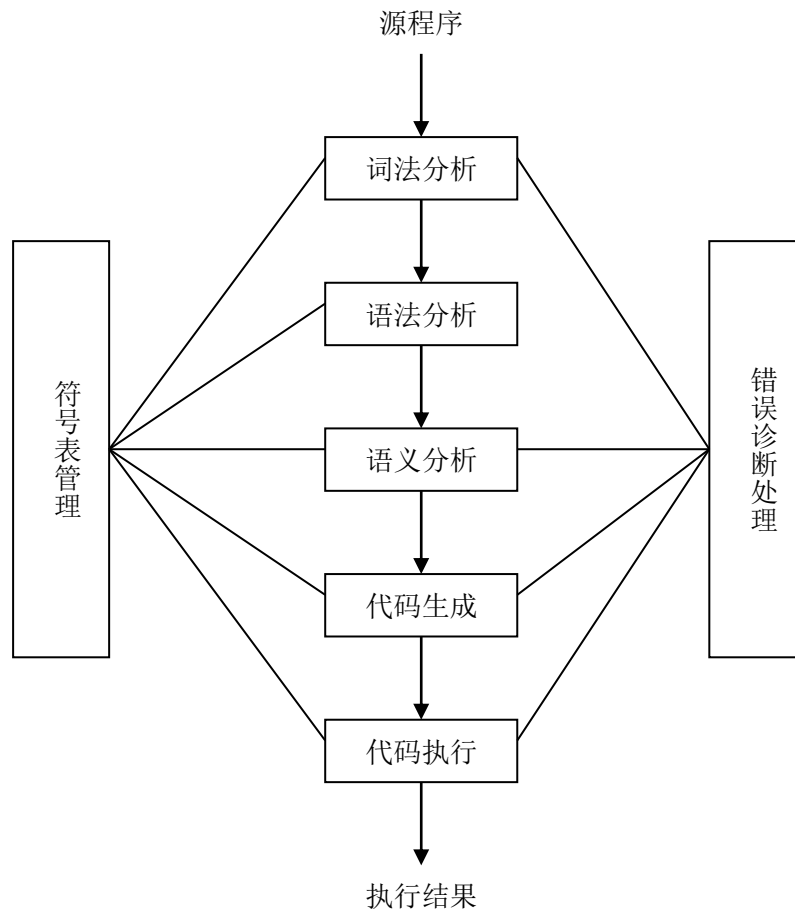 源程序
词法分析
语法分析
符号表管理
错误诊断处理
语义分析
代码生成
代码执行
执行结果